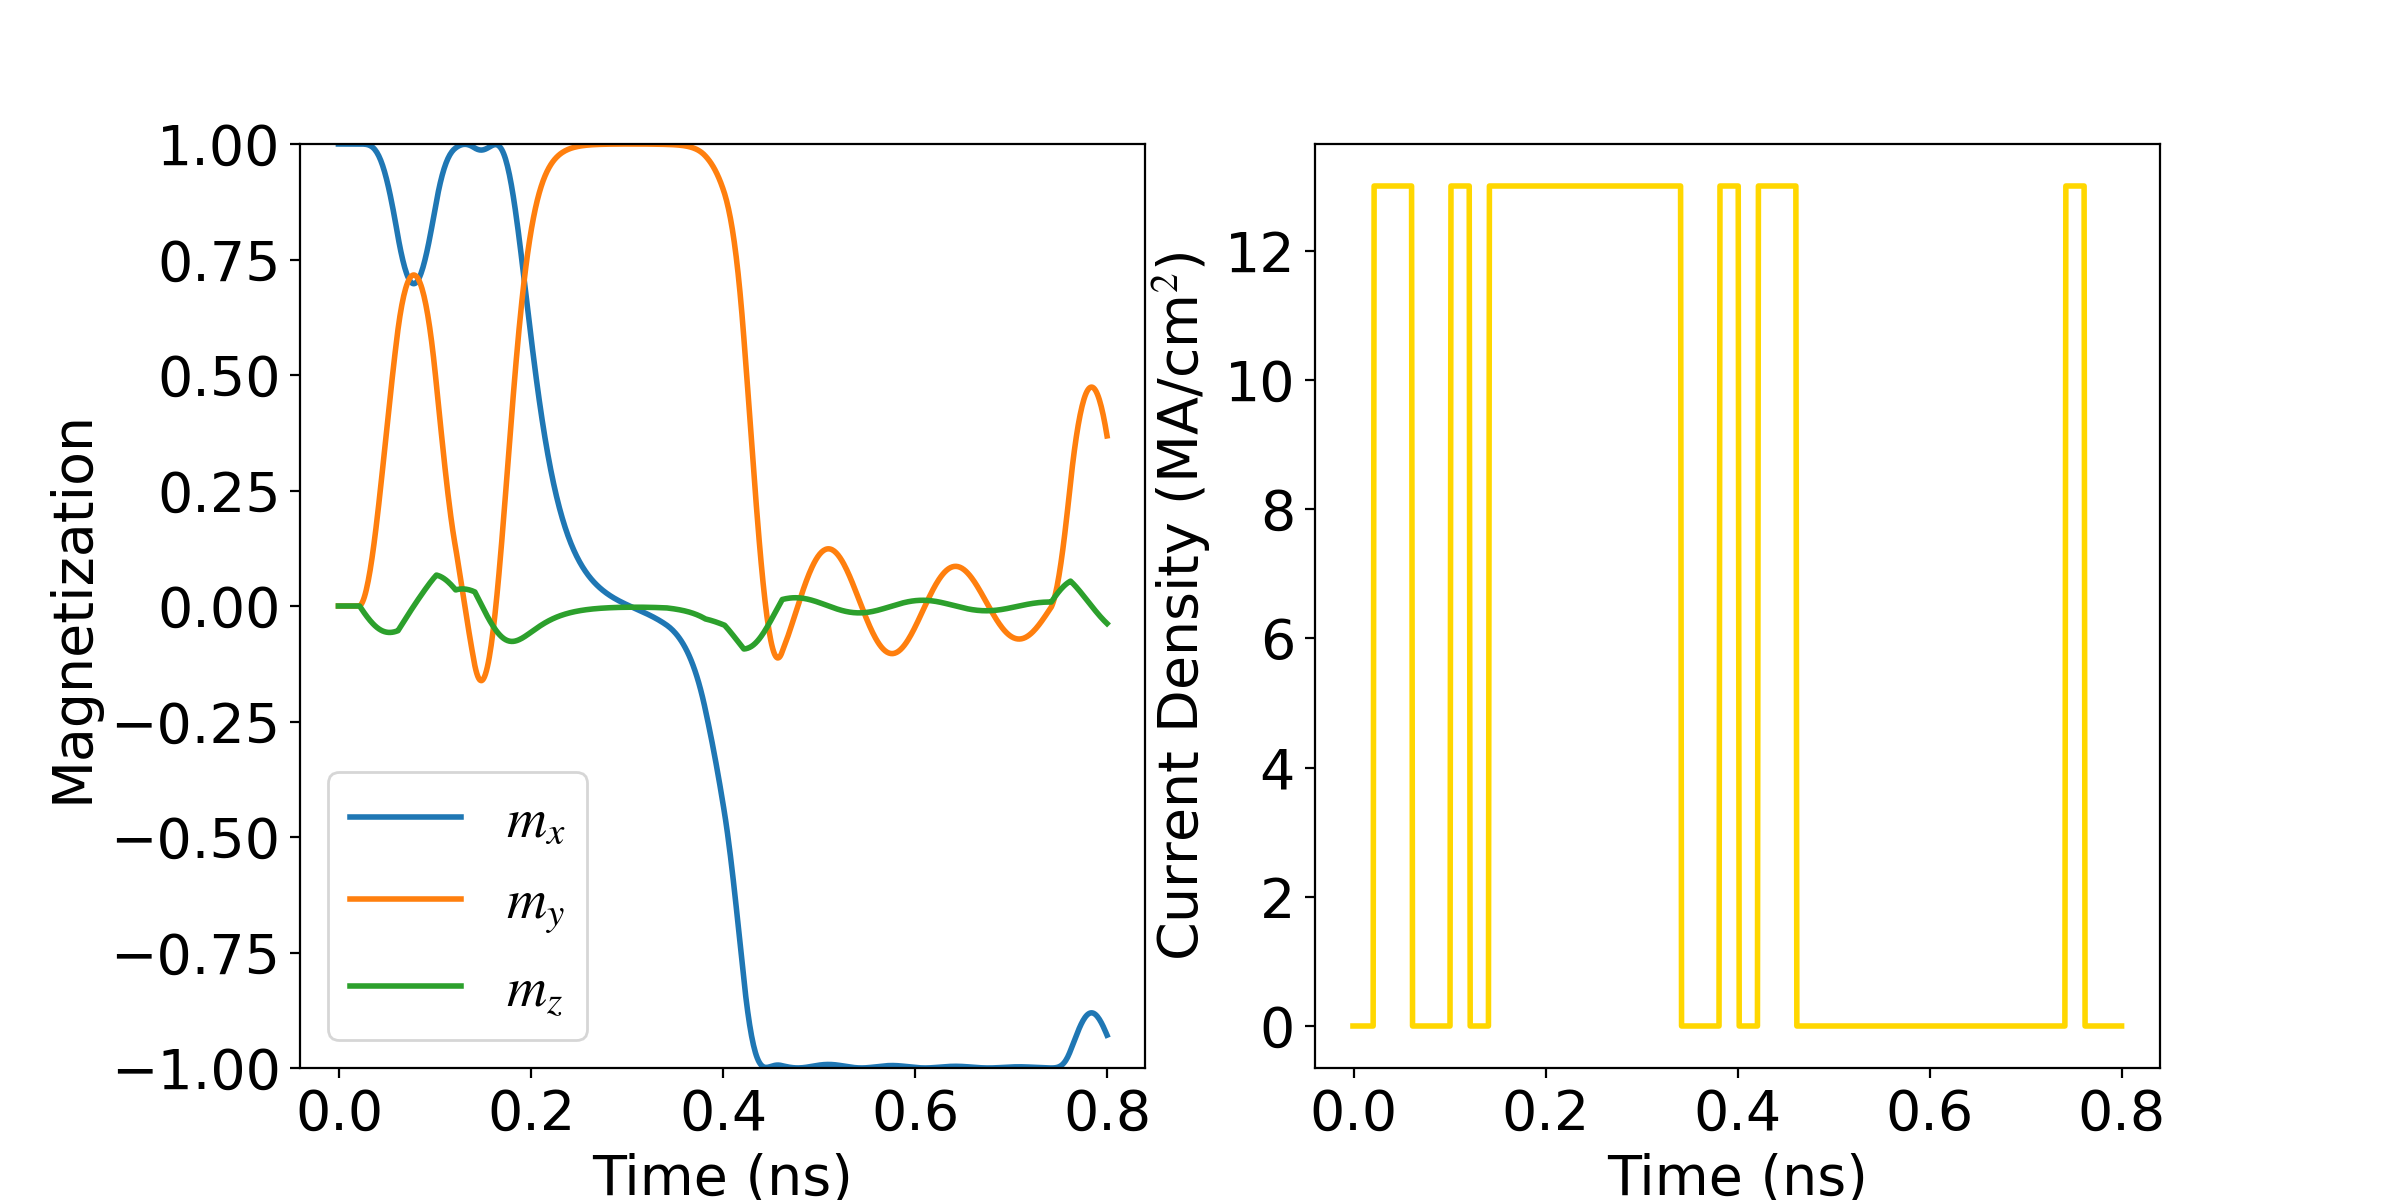 Magnetization
1.00
0.75
0.50
0.25
0.00
−0.25
−0.50
−0.75
−1.00
m_x
m_y
m_z
0.0 0.2 0.4 0.6 0.8
Time (ns)
Current Density (MA/cm²)
12
10
8
6
4
2
0
0.0 0.2 0.4 0.6 0.8
Time (ns)